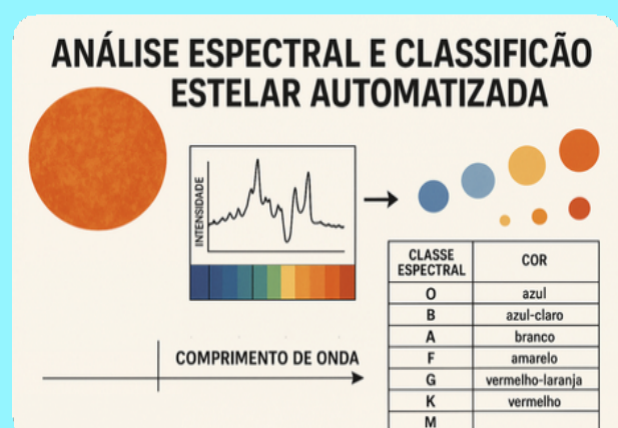 ANÁLISE ESPECTRAL E CLASSIFICÃO
ESTELAR AUTOMATIZADA
INTENSIDADE
COMPRIMENTO DE ONDA
CLASSE
ESPECTRAL COR
O azul
B azul-claro
A branco
F amarelo
G vermelho-laranja
K vermelho
M